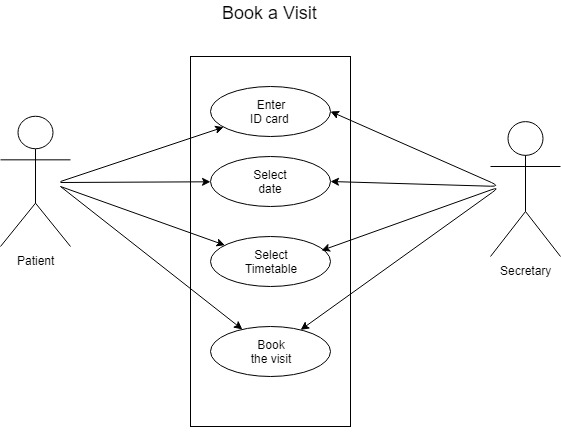 Book a Visit
Enter
ID card
Select
date
Select
Timetable
Book
the visit
Patient
Secretary